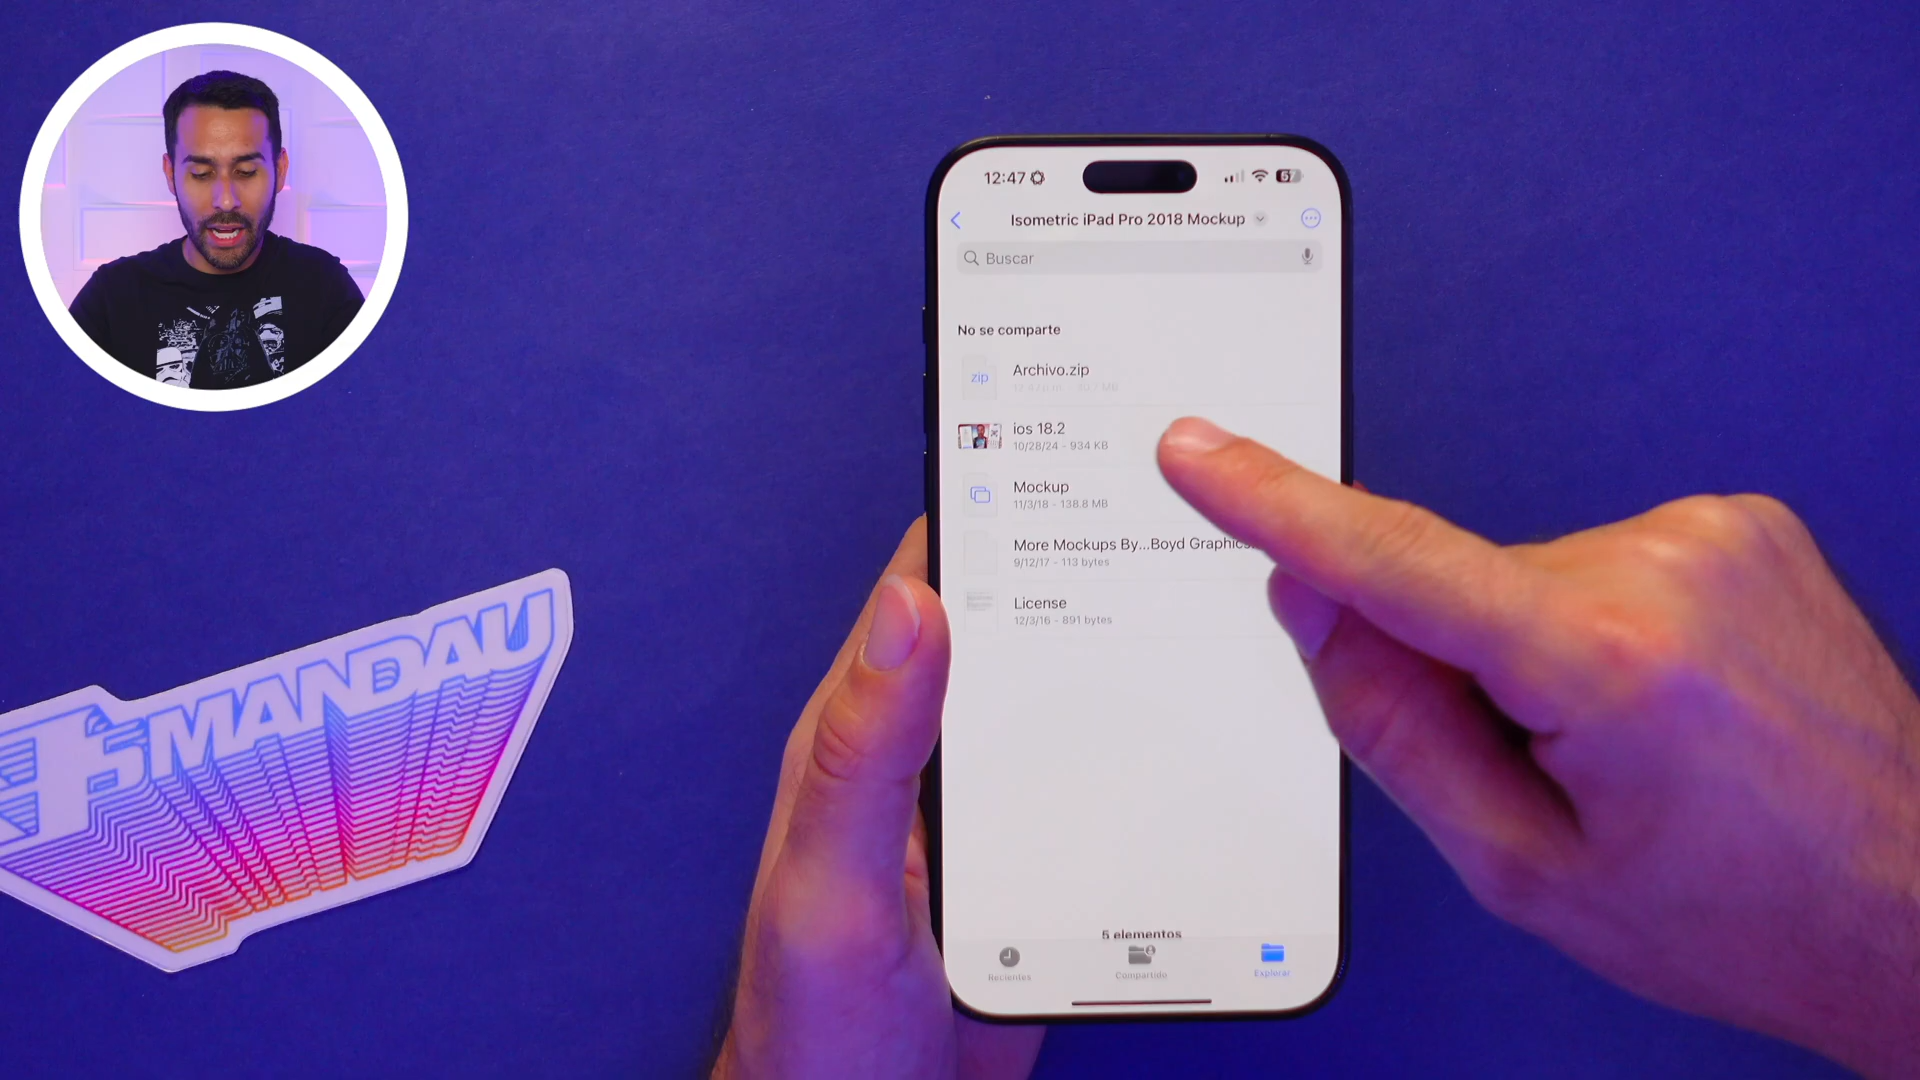 12:47
67
Isometric iPad Pro 2018 Mockup
Buscar
No se comparte
zip
Archivo.zip
ios 18.2
10/28/24 - 934 KB
Mockup
11/3/18 - 138.8 MB
More Mockups By...Boyd Graphics
9/12/17 - 113 bytes
License
12/3/16 - 891 bytes
5 elementos
Recientes
Compartido
Explorar
ISMANDAU